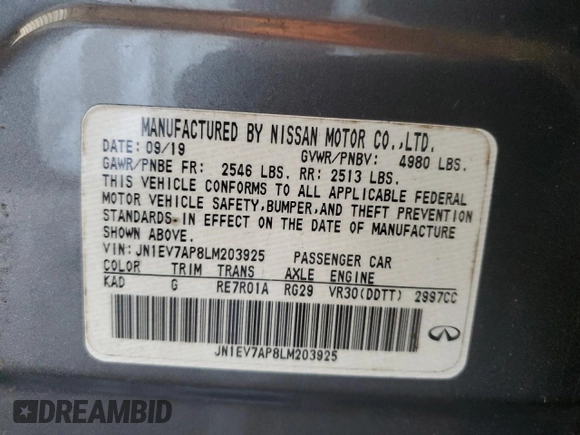 MANUFACTURED BY NISSAN MOTOR CO.,LTD.
DATE: 09/19 GVWR/PNBV: 4980 LBS.
GAWR/PNBE FR: 2546 LBS. RR: 2513 LBS.
THIS VEHICLE CONFORMS TO ALL APPLICABLE FEDERAL
MOTOR VEHICLE SAFETY,BUMPER,AND THEFT PREVENTION
STANDARDS IN EFFECT ON THE DATE OF MANUFACTURE
SHOWN ABOVE.
VIN: JN1EV7AP8LM203925 PASSENGER CAR
COLOR TRIM TRANS AXLE ENGINE
KAD G RE7R01A RG29 VR30(DDTT) 2997CC
JN1EV7AP8LM203925
DREAMBID